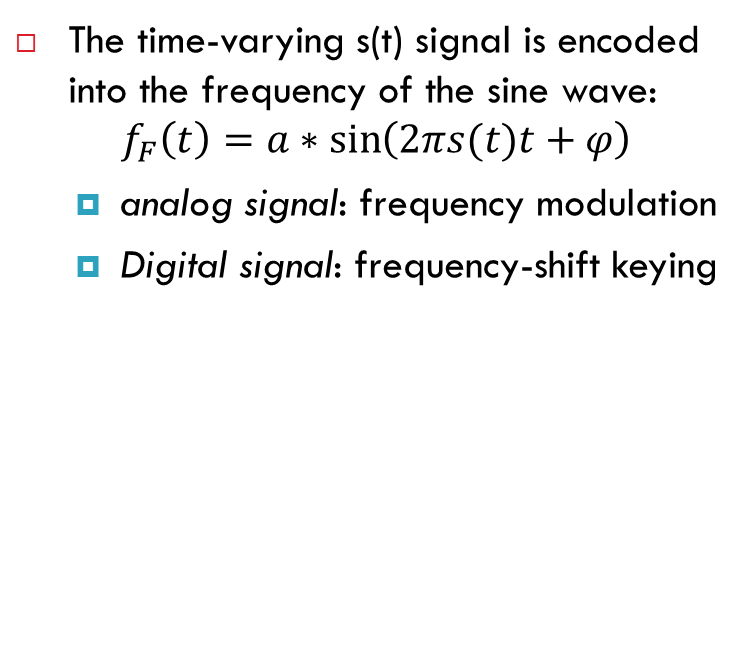 The time-varying s(t) signal is encoded
into the frequency of the sine wave:
f_F(t) = a * sin(2πs(t)t + φ)
analog signal: frequency modulation
Digital signal: frequency-shift keying